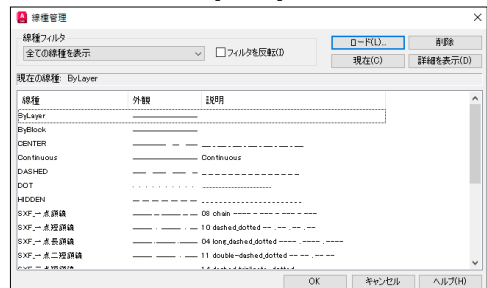 線種管理
線種フィルタ
全ての線種を表示
フィルタを反転(I)
ロード(L)...
削除
現在(C)
詳細を表示(D)
現在の線種: ByLayer
線種 外観 説明
ByLayer
ByBlock
CENTER
Continuous Continuous
DASHED
DOT
HIDDEN
SXF_一点鎖線 08 chain
SXF_一点短鎖線 10 dashed_dotted
SXF_一点長鎖線 04 long_dashed_dotted
SXF_一点二短鎖線 11 double-dashed_dotted
OK
キャンセル
ヘルプ(H)